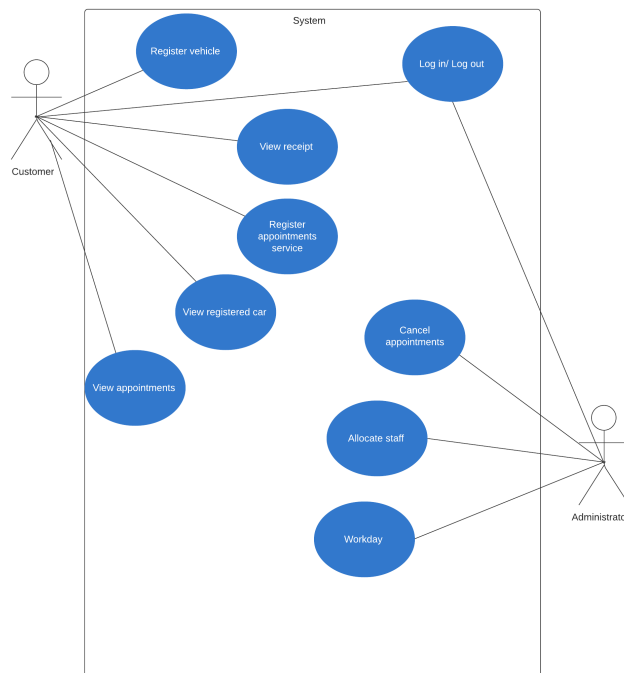 System
Register vehicle
Log in/ Log out
View receipt
Customer
Register
appointments
service
View registered car
Cancel
appointments
View appointments
Allocate staff
Administrato
Workday